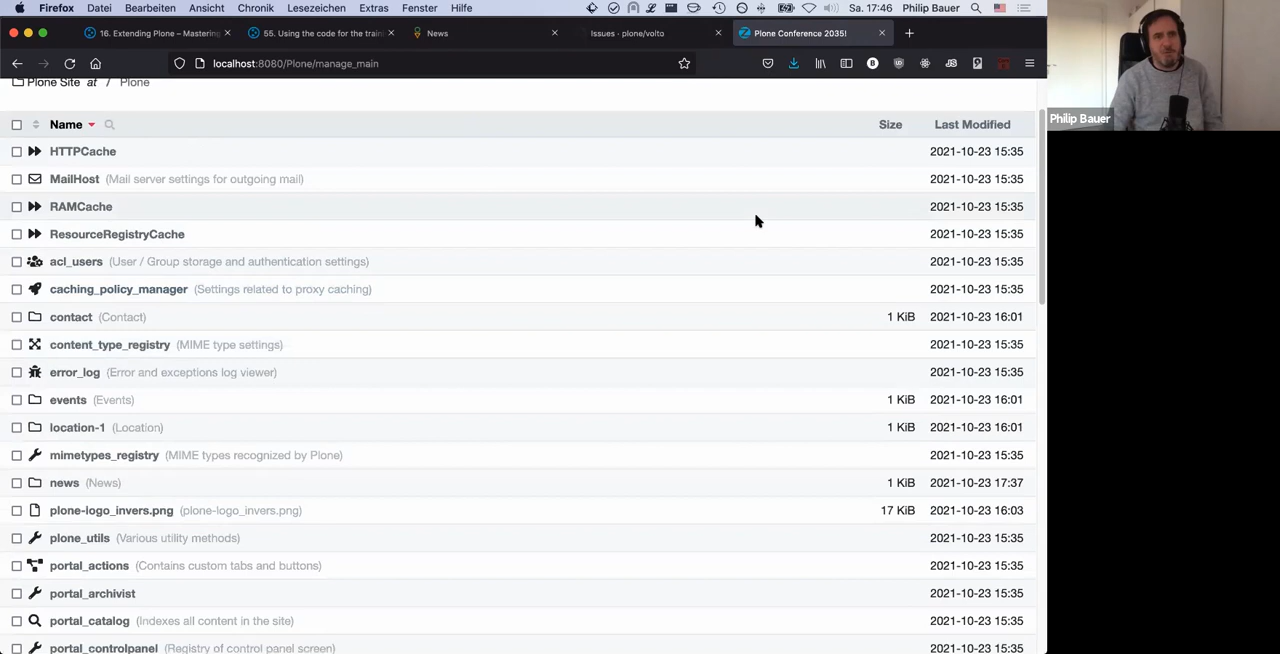 Firefox Datei Bearbeiten Ansicht Chronik Lesezeichen Extras Fenster Hilfe Sa. 17:46 Philip Bauer
16. Extending Plone – Mastering
55. Using the code for the train
News
Issues · plone/volto
Plone Conference 2035!
localhost:8080/Plone/manage_main
Plone Site at / Plone
Name Size Last Modified
HTTPCache 2021-10-23 15:35
MailHost (Mail server settings for outgoing mail) 2021-10-23 15:35
RAMCache 2021-10-23 15:35
ResourceRegistryCache 2021-10-23 15:35
acl_users (User / Group storage and authentication settings) 2021-10-23 15:35
caching_policy_manager (Settings related to proxy caching) 2021-10-23 15:35
contact (Contact) 1 KiB 2021-10-23 16:01
content_type_registry (MIME type settings) 2021-10-23 15:35
error_log (Error and exceptions log viewer) 2021-10-23 15:35
events (Events) 1 KiB 2021-10-23 16:01
location-1 (Location) 1 KiB 2021-10-23 16:01
mimetypes_registry (MIME types recognized by Plone) 2021-10-23 15:35
news (News) 1 KiB 2021-10-23 17:37
plone-logo_invers.png (plone-logo_invers.png) 17 KiB 2021-10-23 16:03
plone_utils (Various utility methods) 2021-10-23 15:35
portal_actions (Contains custom tabs and buttons) 2021-10-23 15:35
portal_archivist 2021-10-23 15:35
portal_catalog (Indexes all content in the site) 2021-10-23 15:35
portal_controlpanel (Registry of control panel screen) 2021-10-23 15:35
Philip Bauer